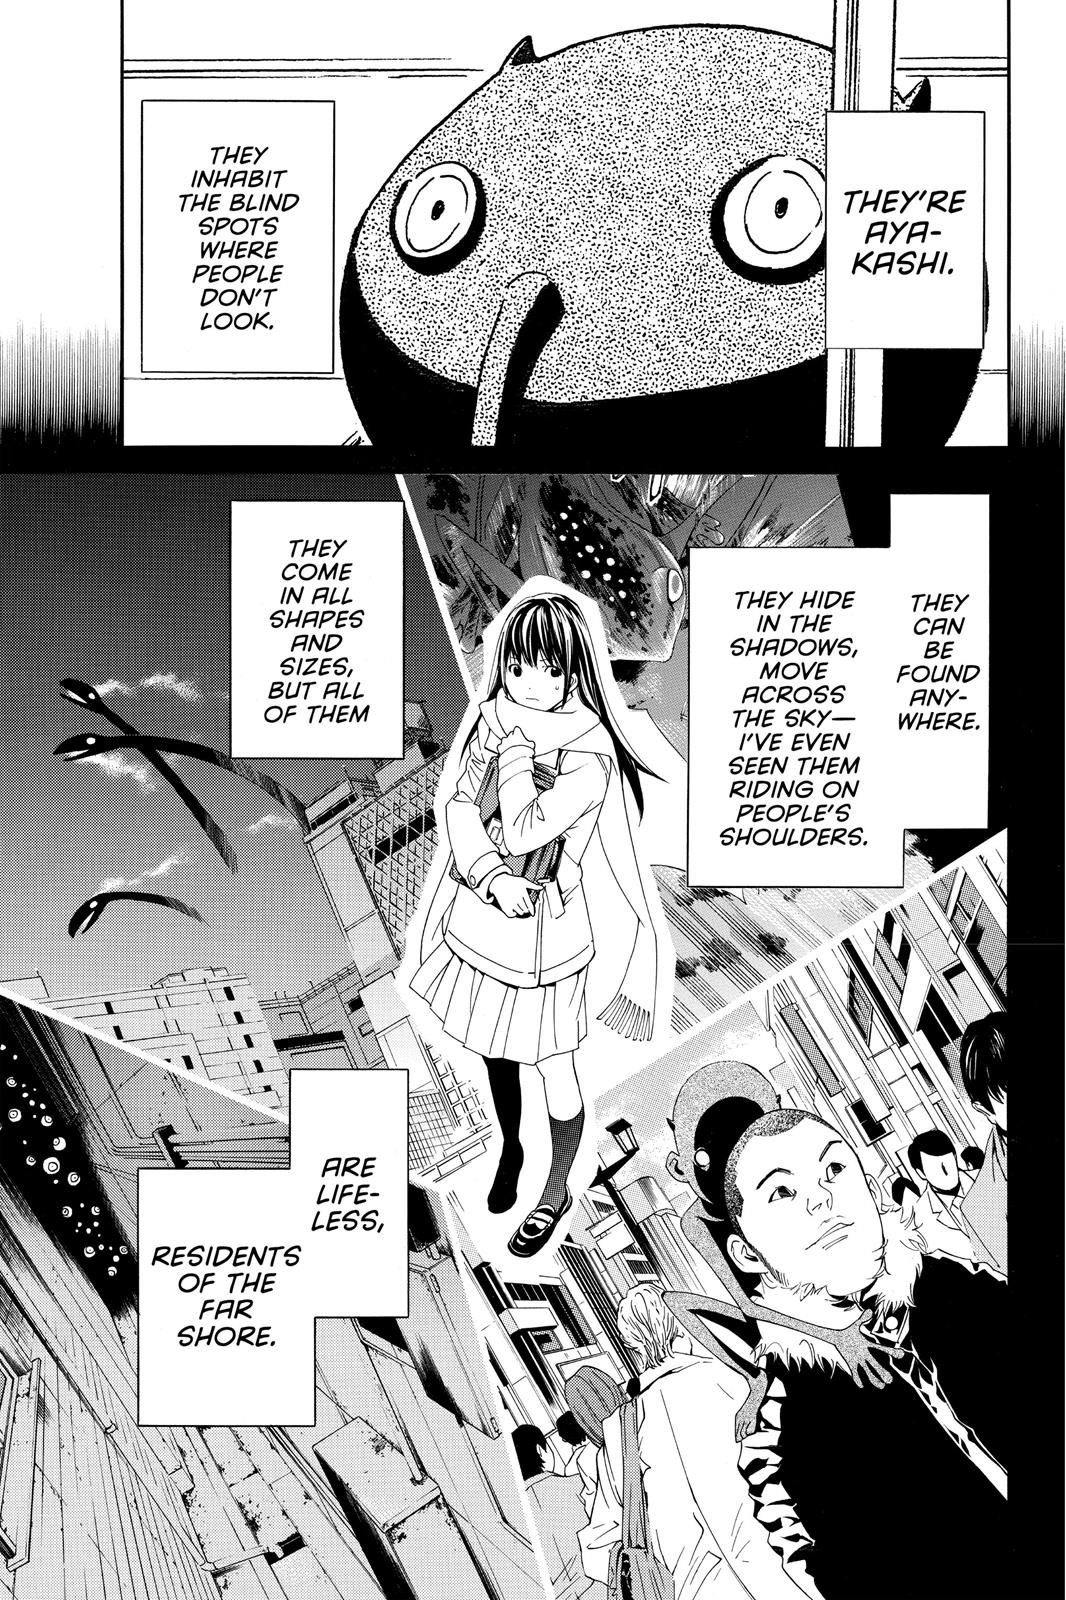 THEY'RE
AYA-
KASHI.
THEY
INHABIT
THE BLIND
SPOTS
WHERE
PEOPLE
DON'T
LOOK.
THEY
CAN
BE
FOUND
ANY-
WHERE.
THEY HIDE
IN THE
SHADOWS,
MOVE
ACROSS
THE SKY—
I'VE EVEN
SEEN THEM
RIDING ON
PEOPLE'S
SHOULDERS.
THEY
COME
IN ALL
SHAPES
AND
SIZES,
BUT ALL
OF THEM
ARE
LIFE-
LESS,
RESIDENTS
OF THE
FAR
SHORE.